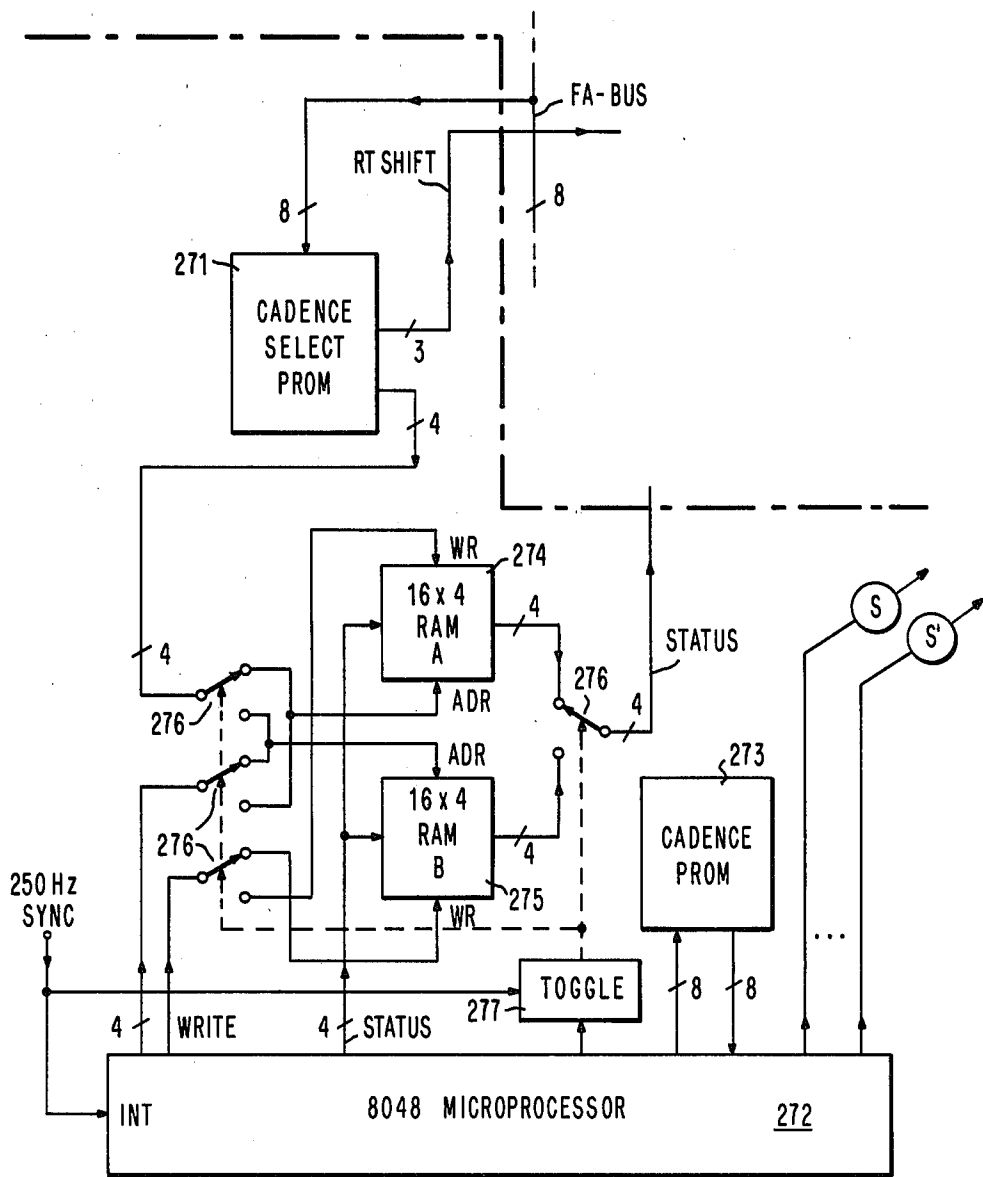 FA-BUS
RT SHIFT
8
8
271
CADENCE
SELECT
PROM
3
4
WR
274
16 x 4
RAM
A
4
S
S'
STATUS
4
276
ADR
276
4
ADR
273
276
16 x 4
RAM
B
4
CADENCE
PROM
250 Hz
SYNC
275
WR
...
TOGGLE
277
8
8
4
WRITE
4
STATUS
INT
8048 MICROPROCESSOR
272